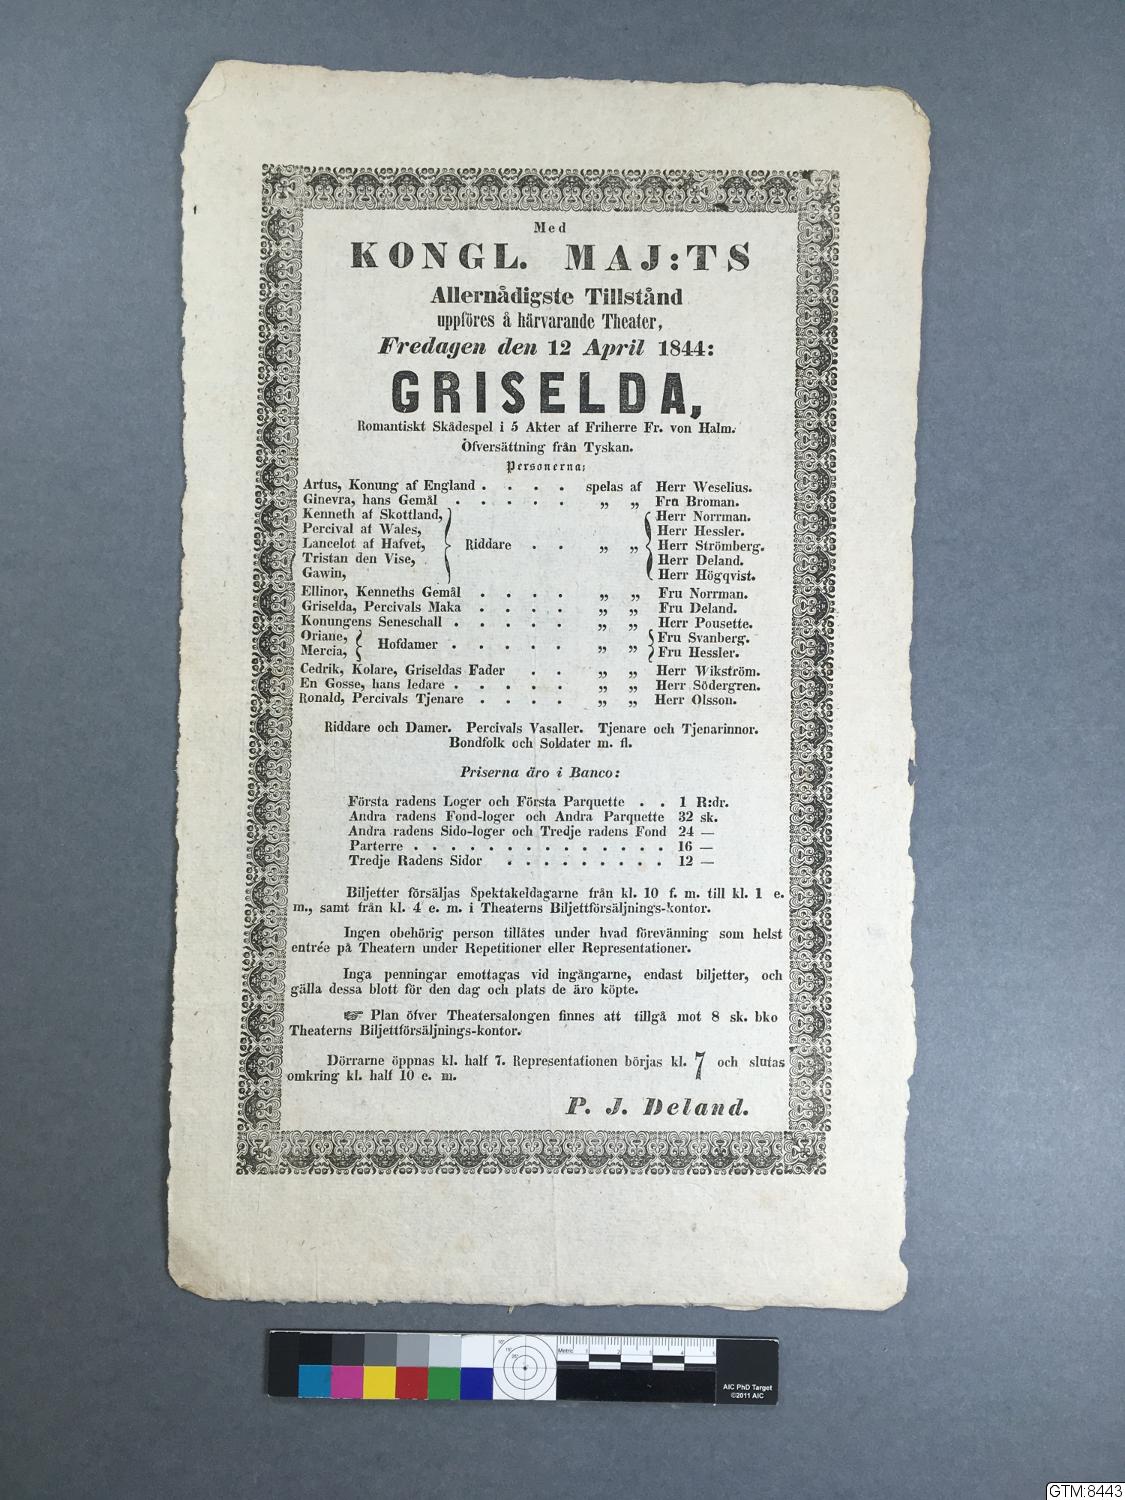 Med
KONGL. MAJ:TS
Allernådigste Tillstånd
uppföres å härvarande Theater,
Fredagen den 12 April 1844:
GRISELDA,
Romantiskt Skådespel i 5 Akter af Friherre Fr. von Halm.
Öfversättning från Tyskan.
Personerna:
Artus, Konung af England . . . . spelas af Herr Weselius.
Ginevra, hans Gemål . . . . . „ „ Fru Broman.
Kenneth af Skottland, Herr Norrman.
Percival af Wales, Herr Hessler.
Lancelot af Hafvet, Riddare . . „ „ Herr Strömberg.
Tristan den Vise, Herr Deland.
Gawin, Herr Högqvist.
Ellinor, Kenneths Gemål . . . . „ „ Fru Norrman.
Griselda, Percivals Maka . . . . „ „ Fru Deland.
Konungens Seneschall . . . . . „ „ Herr Pousette.
Oriane, Fru Svanberg.
Hofdamer . . . . . „ „
Mercia, Fru Hessler.
Cedrik, Kolare, Griseldas Fader . . „ „ Herr Wikström.
En Gosse, hans ledare . . . . . „ „ Herr Södergren.
Ronald, Percivals Tjenare . . . . „ „ Herr Olsson.
Riddare och Damer. Percivals Vasaller. Tjenare och Tjenarinnor.
Bondfolk och Soldater m. fl.
Priserna äro i Banco:
Första radens Loger och Första Parquette . . 1 R:dr.
Andra radens Fond-loger och Andra Parquette 32 sk.
Andra radens Sido-loger och Tredje radens Fond 24 —
Parterre . . . . . . . . . . . . . . 16 —
Tredje Radens Sidor . . . . . . . . . 12 —
Biljetter försäljas Spektakeldagarne från kl. 10 f. m. till kl. 1 e.
m., samt från kl. 4 e. m. i Theaterns Biljettförsäljnings-kontor.
Ingen obehörig person tillåtes under hvad förevänning som helst
entrée på Theatern under Repetitioner eller Representationer.
Inga penningar emottagas vid ingångarne, endast biljetter, och
gälla dessa blott för den dag och plats de äro köpte.
☞ Plan öfver Theatersalongen finnes att tillgå mot 8 sk. bko
Theaterns Biljettförsäljnings-kontor.
Dörrarne öppnas kl. half 7. Representationen börjas kl. 7 och slutas
omkring kl. half 10 e. m.
P. J. Deland.
Metric 1 2 3 4 5
AIC PhD Target
©2011 AIC
GTM:8443